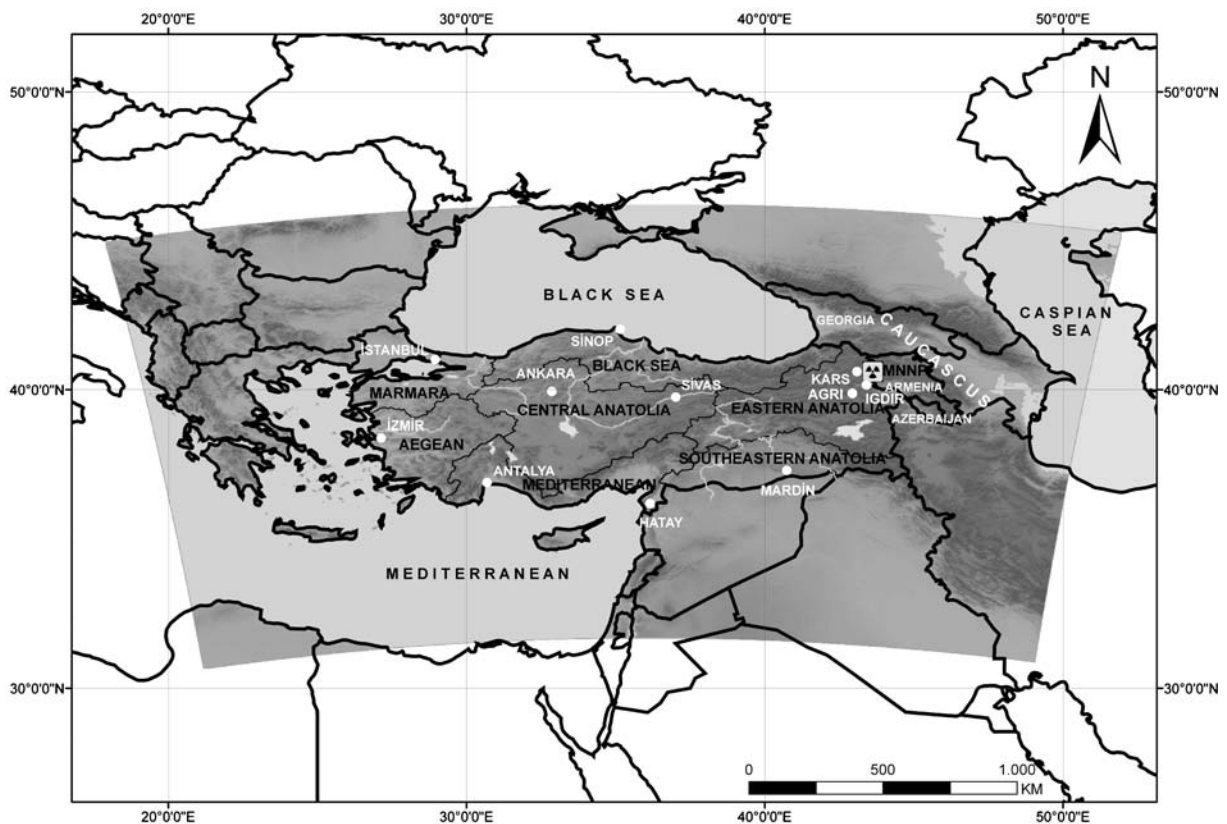 20°0'0"E 30°0'0"E 40°0'0"E 50°0'0"E
50°0'0"N 50°0'0"N
N
BLACK SEA
CASPIAN
SEA
GEORGIA
CAUCASCUS
SİNOP
İSTANBUL
BLACK SEA
ANKARA
SİVAS
KARS
MNNP
40°0'0"N 40°0'0"N
MARMARA
AGRI
IGDIR
ARMENIA
CENTRAL ANATOLIA
EASTERN ANATOLIA
AZERBAIJAN
İZMİR
AEGEAN
SOUTHEASTERN ANATOLIA
ANTALYA
MEDITERRANEAN
MARDİN
HATAY
MEDITERRANEAN
30°0'0"N 30°0'0"N
0 500 1.000
KM
20°0'0"E 30°0'0"E 40°0'0"E 50°0'0"E